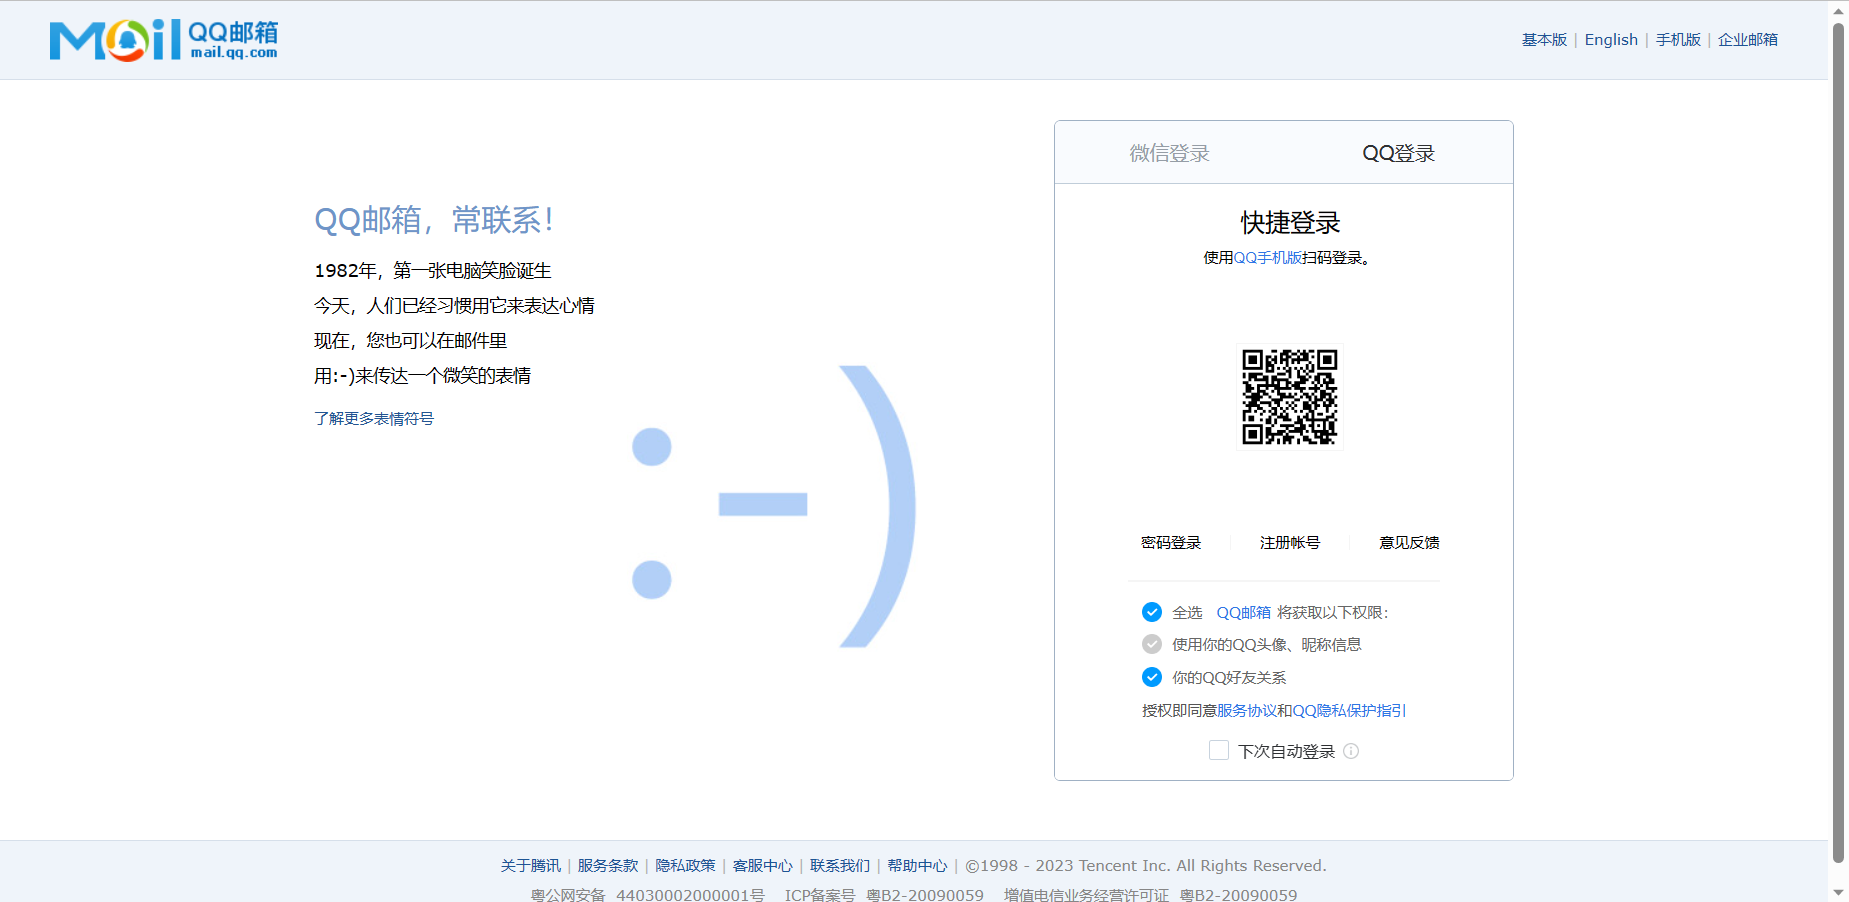 Mail QQ邮箱
mail.qq.com
基本版 | English | 手机版 | 企业邮箱
微信登录 QQ登录
QQ邮箱，常联系！
1982年，第一张电脑笑脸诞生
今天，人们已经习惯用它来表达心情
现在，您也可以在邮件里
用:-)来传达一个微笑的表情
了解更多表情符号
:-)
快捷登录
使用QQ手机版扫码登录。
密码登录 注册帐号 意见反馈
全选 QQ邮箱 将获取以下权限：
使用你的QQ头像、昵称信息
你的QQ好友关系
授权即同意服务协议和QQ隐私保护指引
下次自动登录
关于腾讯 | 服务条款 | 隐私政策 | 客服中心 | 联系我们 | 帮助中心 | ©1998 - 2023 Tencent Inc. All Rights Reserved.
粤公网安备 44030002000001号 ICP备案号 粤B2-20090059 增值电信业务经营许可证 粤B2-20090059